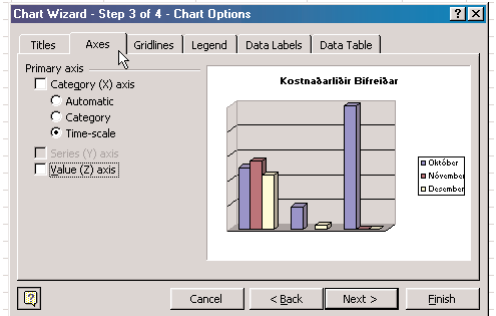 Chart Wizard - Step 3 of 4 - Chart Options
Titles Axes Gridlines Legend Data Labels Data Table
Primary axis
Category (X) axis
Automatic
Category
Time-scale
Series (Y) axis
Value (Z) axis
Kostnaðarliðir Bifreiðar
Október
Nóvember
Desember
Cancel < Back Next > Finish